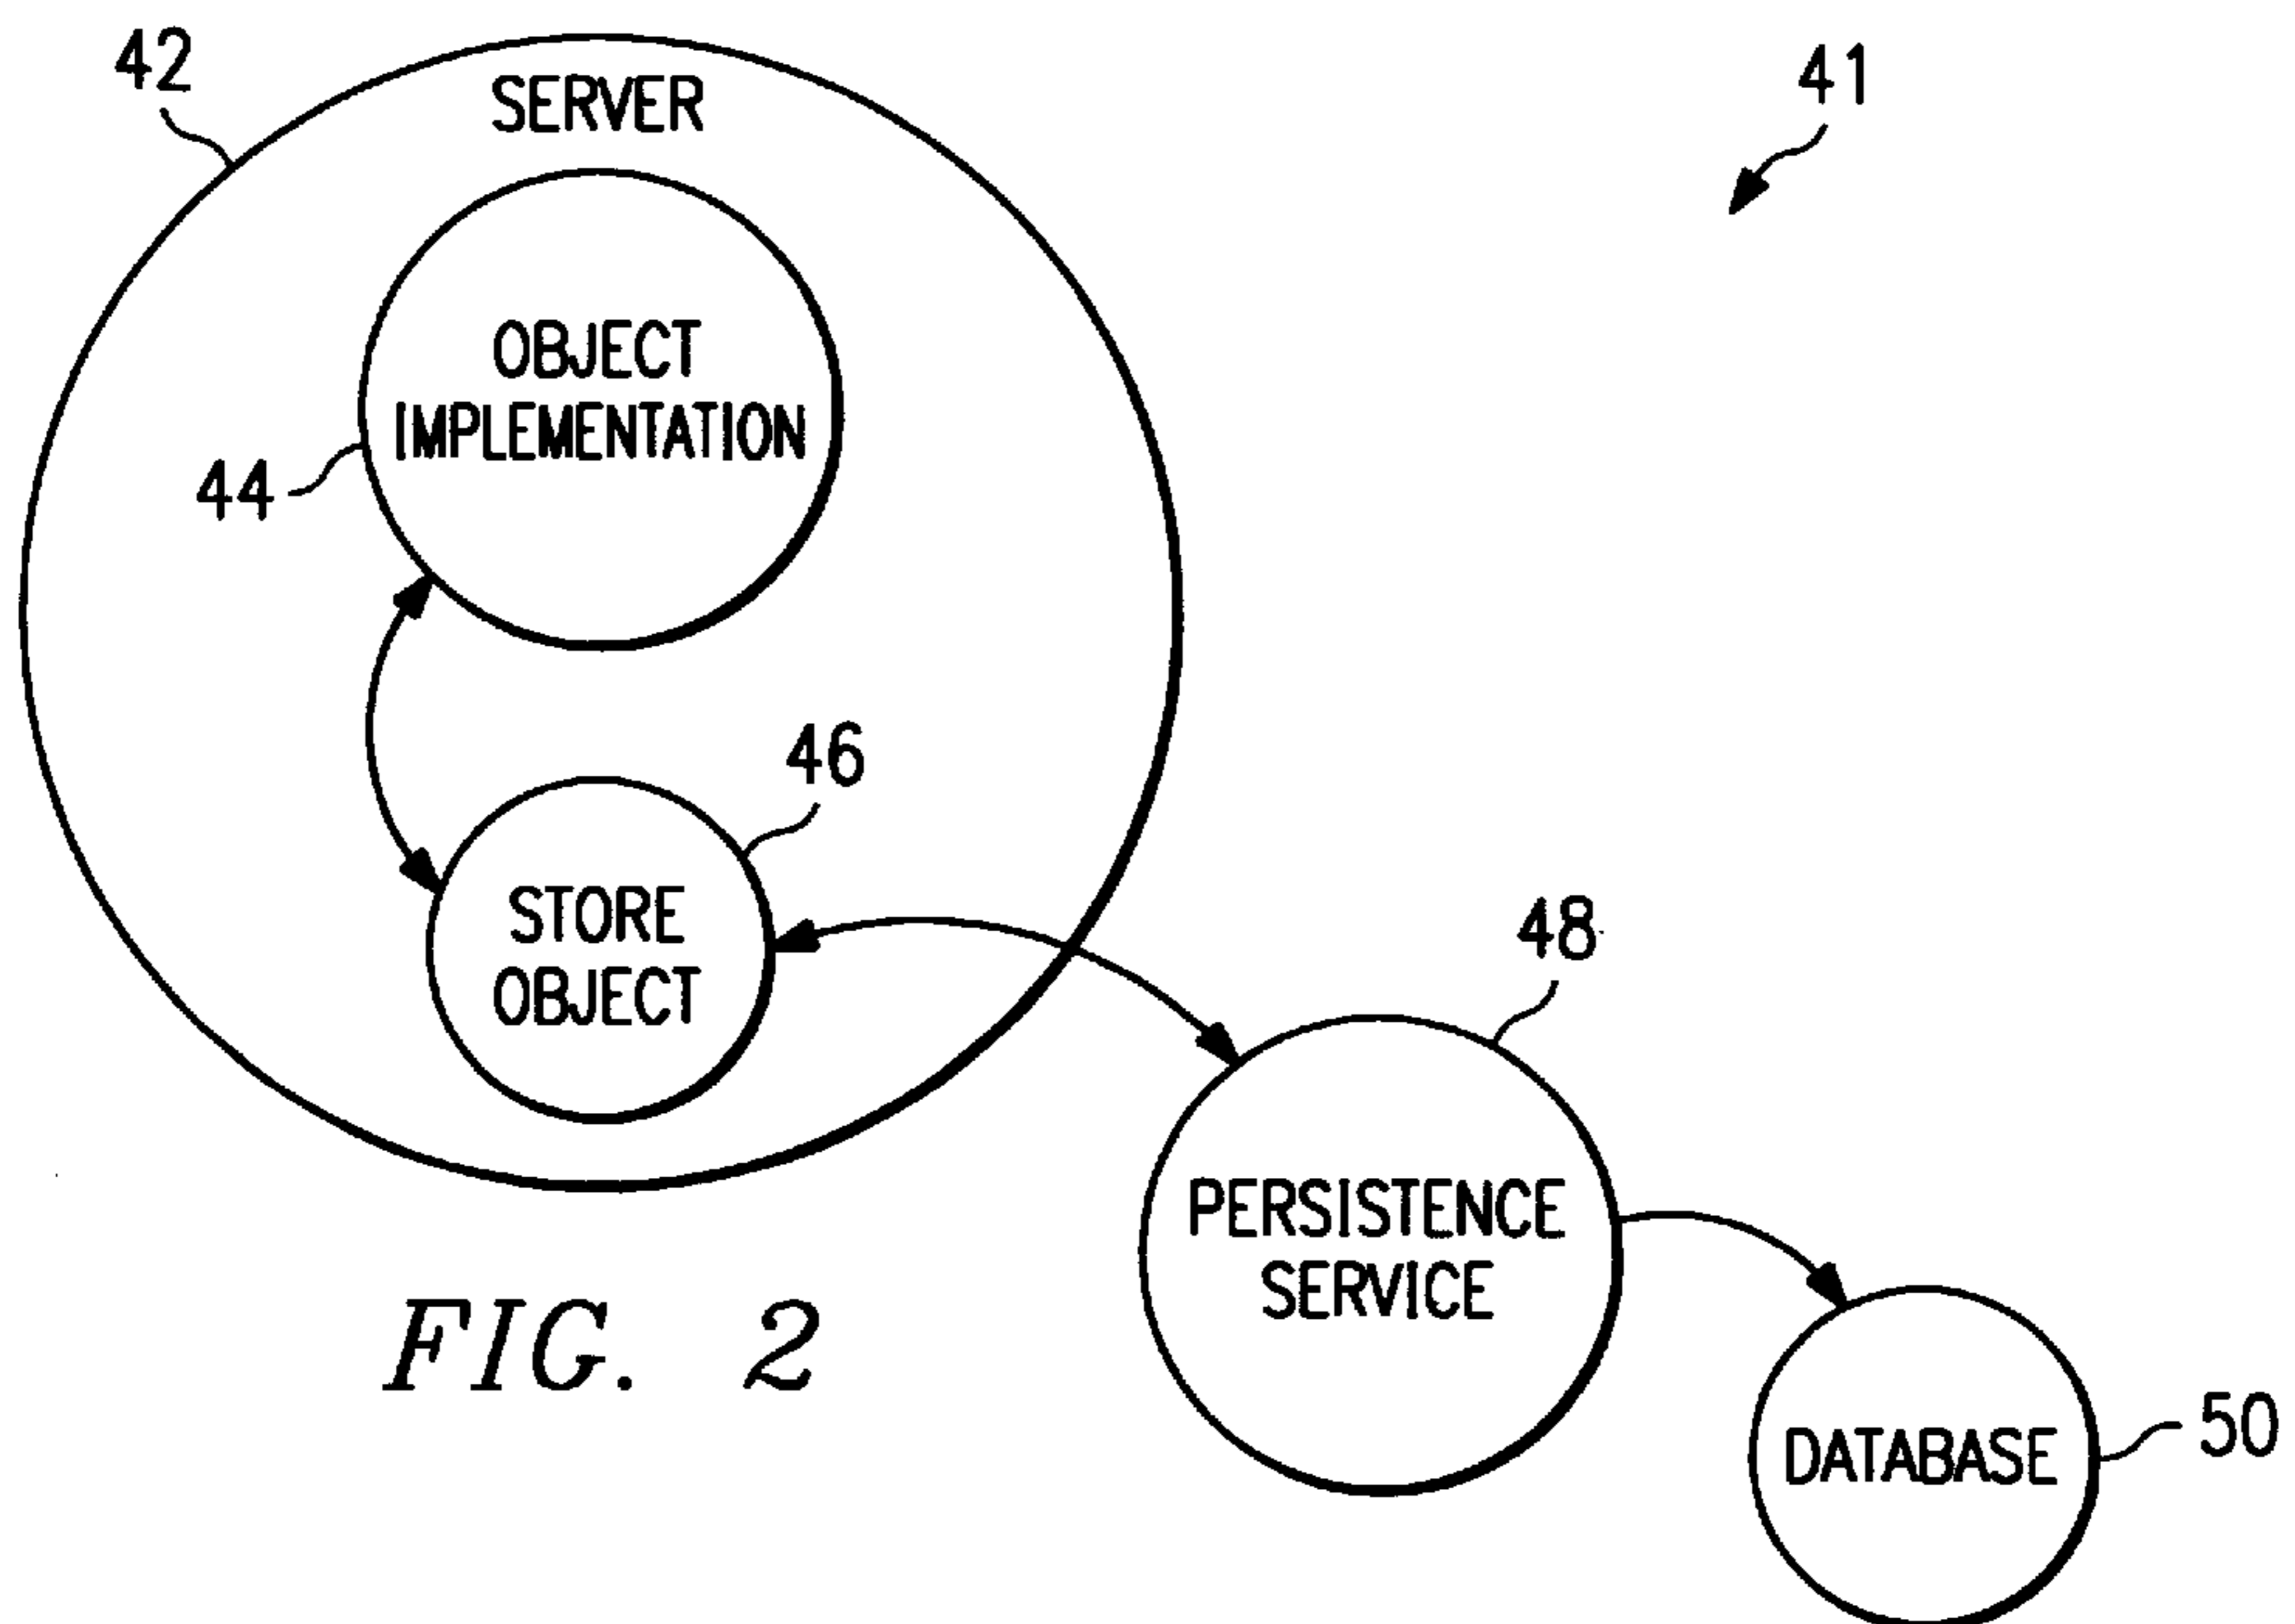 42
SERVER
41
OBJECT
IMPLEMENTATION
44
46
STORE
OBJECT
48
PERSISTENCE
SERVICE
FIG. 2
DATABASE
50